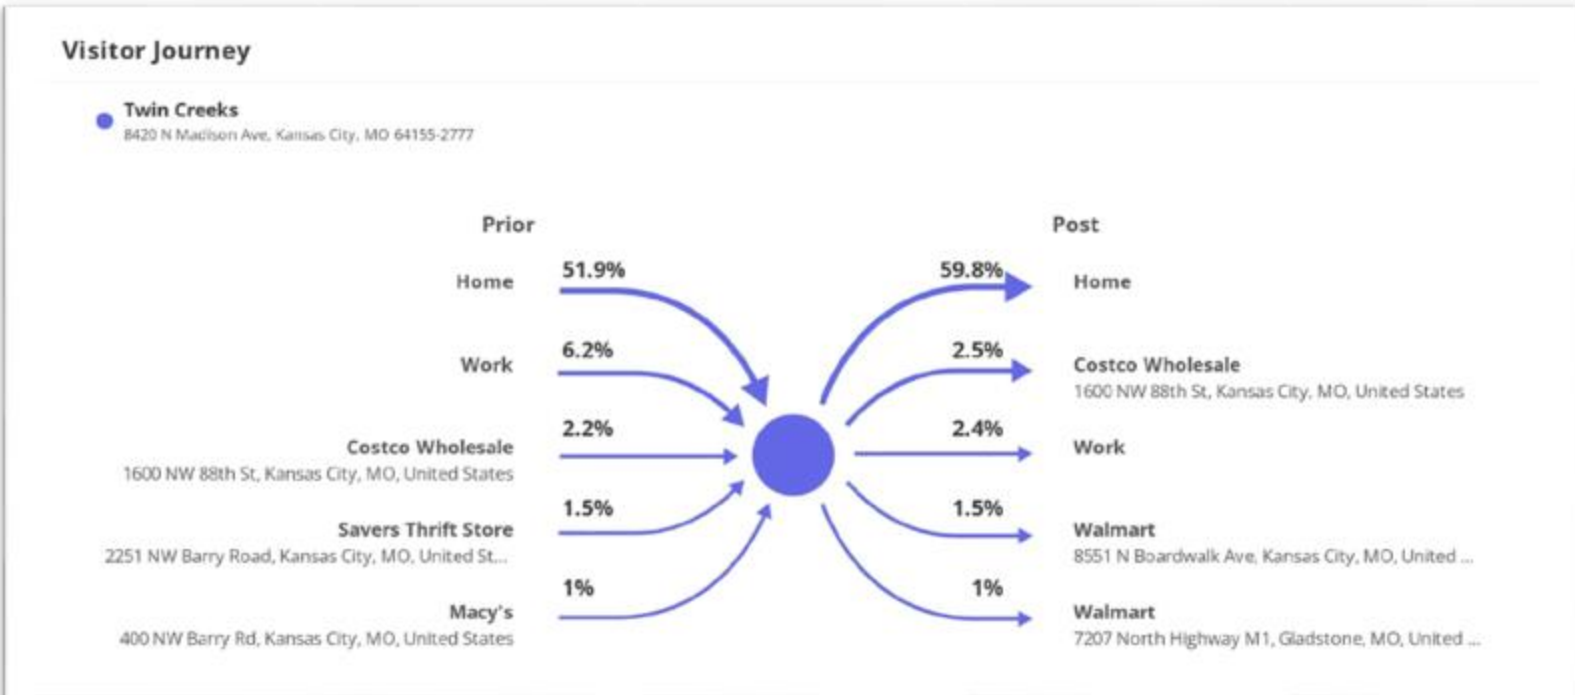 Visitor Journey
Twin Creeks
8420 N Madison Ave, Kansas City, MO 64155-2777
Prior
Home
51.9%
Work
6.2%
Costco Wholesale
1600 NW 88th St, Kansas City, MO, United States
2.2%
Savers Thrift Store
2251 NW Barry Road, Kansas City, MO, United St...
1.5%
Macy's
400 NW Barry Rd, Kansas City, MO, United States
1%
Post
59.8%
Home
2.5%
Costco Wholesale
1600 NW 88th St, Kansas City, MO, United States
2.4%
Work
1.5%
Walmart
8551 N Boardwalk Ave, Kansas City, MO, United ...
1%
Walmart
7207 North Highway M1, Gladstone, MO, United ...